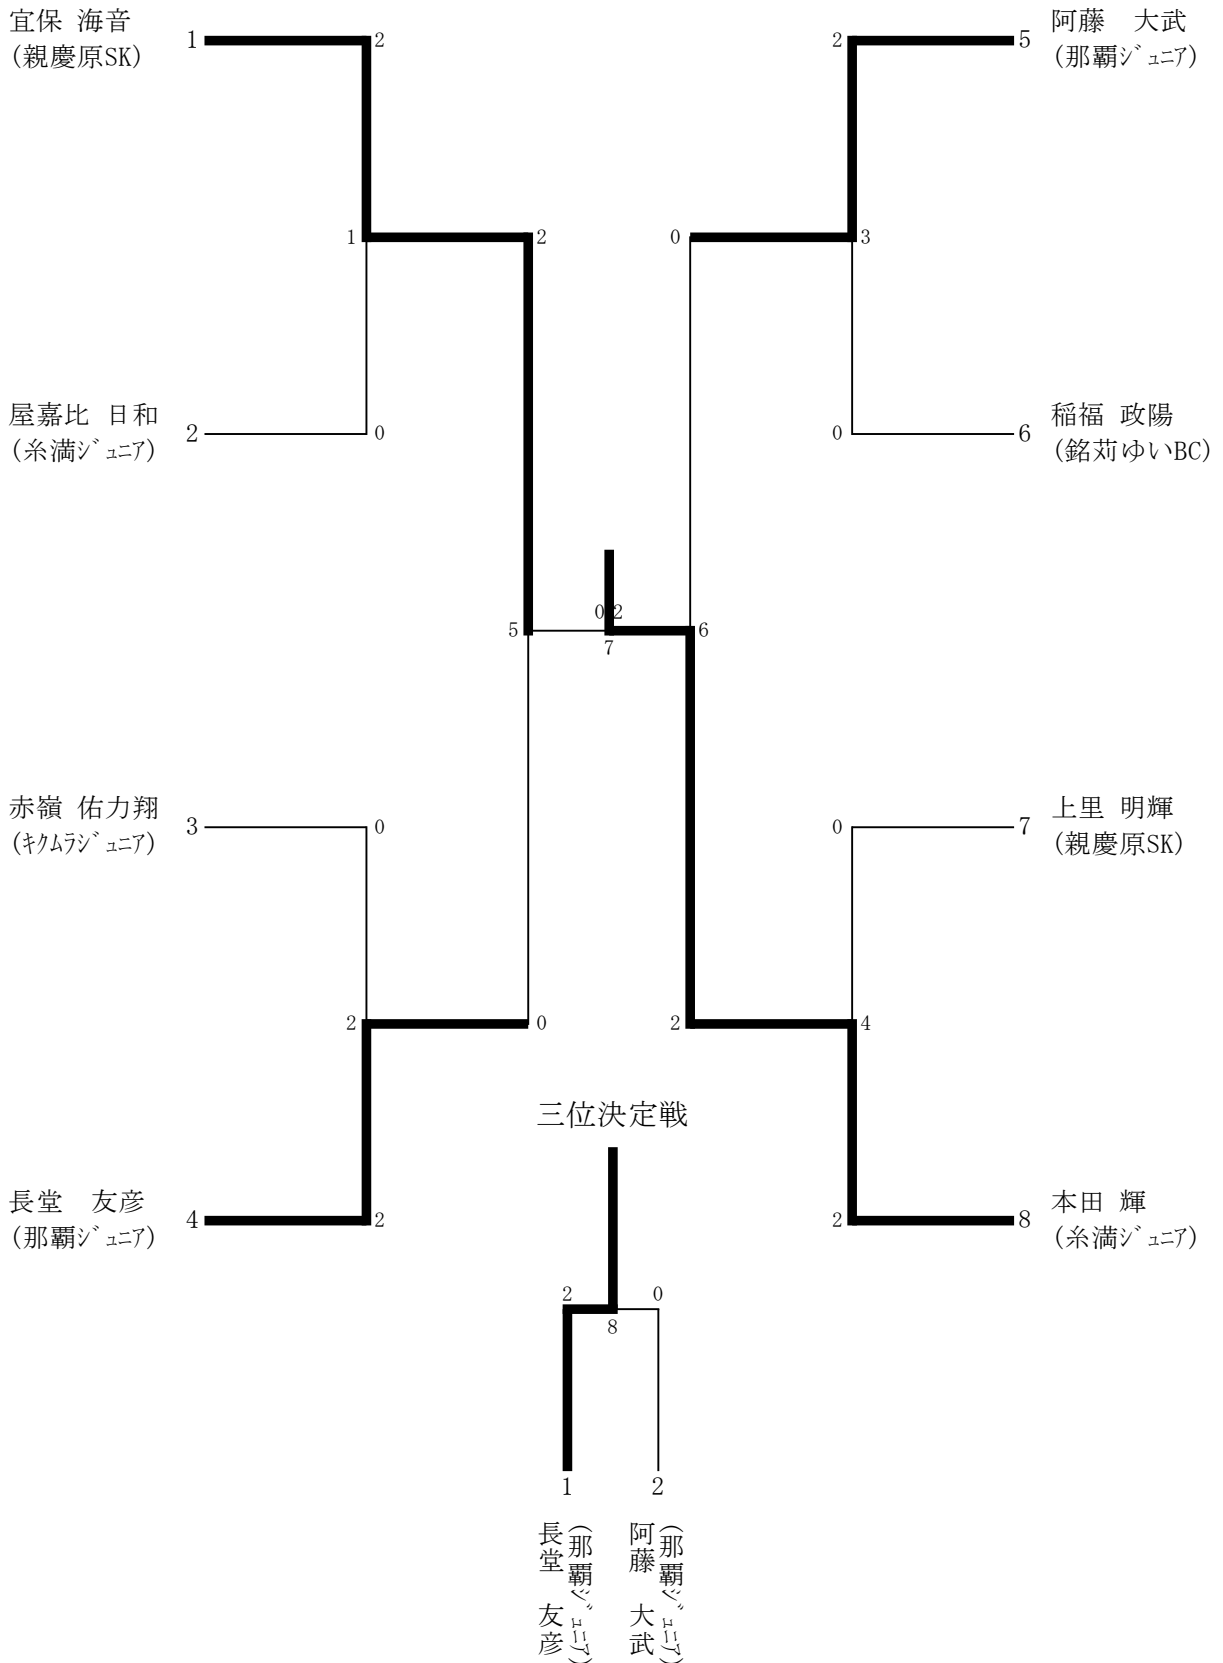 宜保 海音
(親慶原SK)
1
2
2
5
阿藤　大武
(那覇ジュニア)
1
2
0
3
屋嘉比 日和
(糸満ジュニア)
2
0
0
6
稲福 政陽
(銘苅ゆいBC)
5
0
2
7
6
赤嶺 佑力翔
(キクムラジュニア)
3
0
0
7
上里 明輝
(親慶原SK)
2
0
2
4
三位決定戦
長堂　友彦
(那覇ジュニア)
4
2
2
8
本田 輝
(糸満ジュニア)
2
0
8
1
2
長堂　友彦
(那覇ジュニア)
阿藤　大武
(那覇ジュニア)